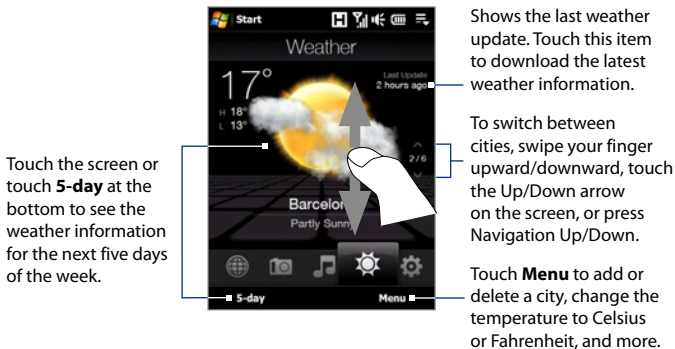 Start
H
Weather
17°
H 18°
L 13°
Last Update
2 hours ago
2/6
Barcelo
Partly Sunny
5-day
Menu
Touch the screen or
touch 5-day at the
bottom to see the
weather information
for the next five days
of the week.
Shows the last weather
update. Touch this item
to download the latest
weather information.
To switch between
cities, swipe your finger
upward/downward, touch
the Up/Down arrow
on the screen, or press
Navigation Up/Down.
Touch Menu to add or
delete a city, change the
temperature to Celsius
or Fahrenheit, and more.